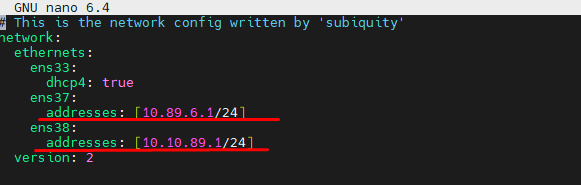 GNU nano 6.4
# This is the network config written by 'subiquity'
network:
  ethernets:
    ens33:
      dhcp4: true
    ens37:
      addresses: [10.89.6.1/24]
    ens38:
      addresses: [10.10.89.1/24]
  version: 2